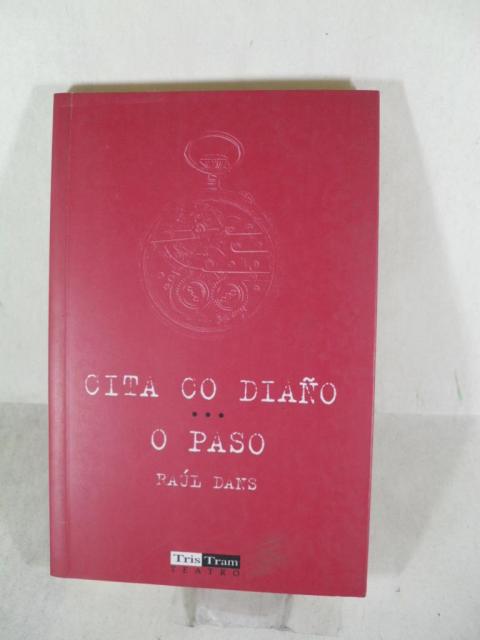 CITA CO DIAÑO
•••
O PASO
RAÚL DANS
Tris Tram
TEATRO